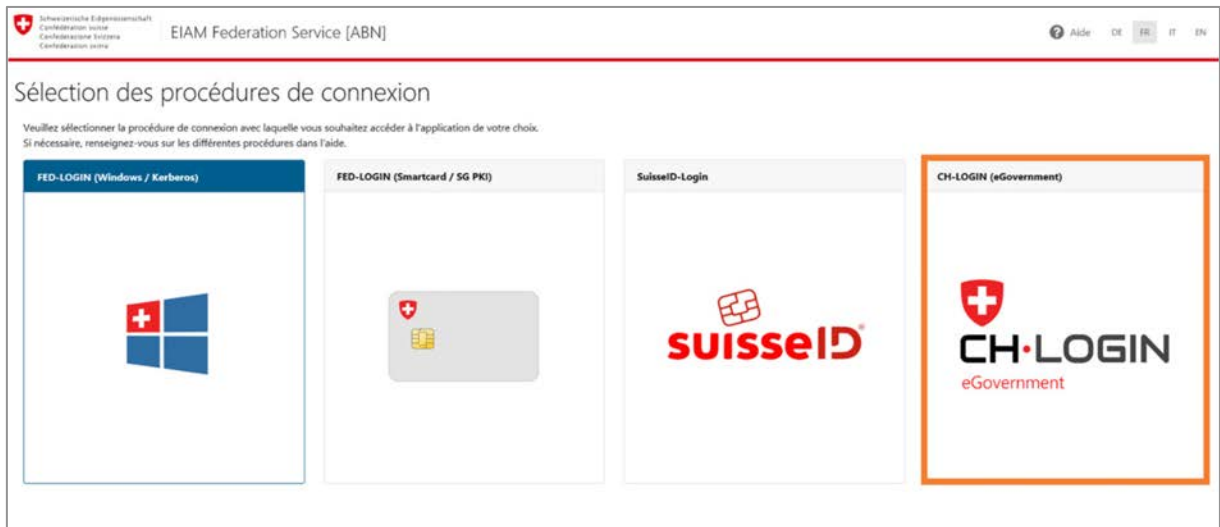 Schweizerische Eidgenossenschaft
Confédération suisse
Confederazione Svizzera
Confederaziun svizra
EIAM Federation Service [ABN]
Aide DE FR IT EN
Sélection des procédures de connexion
Veuillez sélectionner la procédure de connexion avec laquelle vous souhaitez accéder à l'application de votre choix.
Si nécessaire, renseignez-vous sur les différentes procédures dans l'aide.
FED-LOGIN (Windows / Kerberos)
FED-LOGIN (Smartcard / SG PKI)
SuisseID-Login
CH-LOGIN (eGovernment)
suisseID
CH·LOGIN
eGovernment